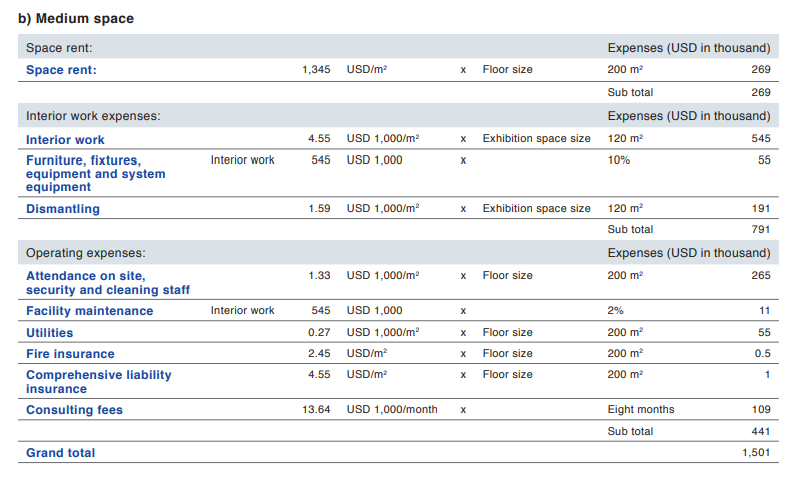 b) Medium space
Space rent: Expenses (USD in thousand)
Space rent: 1,345 USD/m² x Floor size 200 m² 269
Sub total 269
Interior work expenses: Expenses (USD in thousand)
Interior work 4.55 USD 1,000/m² x Exhibition space size 120 m² 545
Furniture, fixtures, Interior work 545 USD 1,000 x 10% 55
equipment and system
equipment
Dismantling 1.59 USD 1,000/m² x Exhibition space size 120 m² 191
Sub total 791
Operating expenses: Expenses (USD in thousand)
Attendance on site, 1.33 USD 1,000/m² x Floor size 200 m² 265
security and cleaning staff
Facility maintenance Interior work 545 USD 1,000 x 2% 11
Utilities 0.27 USD 1,000/m² x Floor size 200 m² 55
Fire insurance 2.45 USD/m² x Floor size 200 m² 0.5
Comprehensive liability 4.55 USD/m² x Floor size 200 m² 1
insurance
Consulting fees 13.64 USD 1,000/month x Eight months 109
Sub total 441
Grand total 1,501